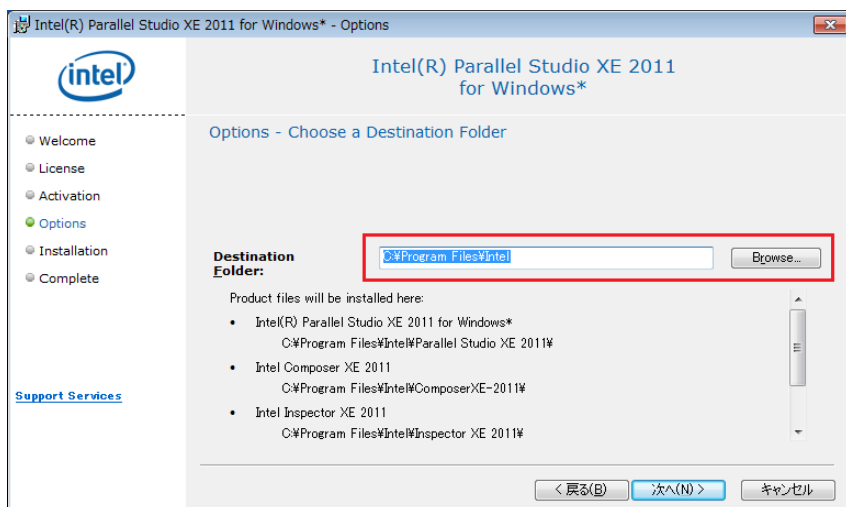 Intel(R) Parallel Studio XE 2011 for Windows* - Options
intel
Intel(R) Parallel Studio XE 2011
for Windows*
Welcome
License
Activation
Options
Installation
Complete
Support Services
Options - Choose a Destination Folder
Destination
Folder:
C:¥Program Files¥Intel
Browse...
Product files will be installed here:
• Intel(R) Parallel Studio XE 2011 for Windows*
C:¥Program Files¥Intel¥Parallel Studio XE 2011¥
• Intel Composer XE 2011
C:¥Program Files¥Intel¥ComposerXE-2011¥
• Intel Inspector XE 2011
C:¥Program Files¥Intel¥Inspector XE 2011¥
< 戻る(B)
次へ(N) >
キャンセル